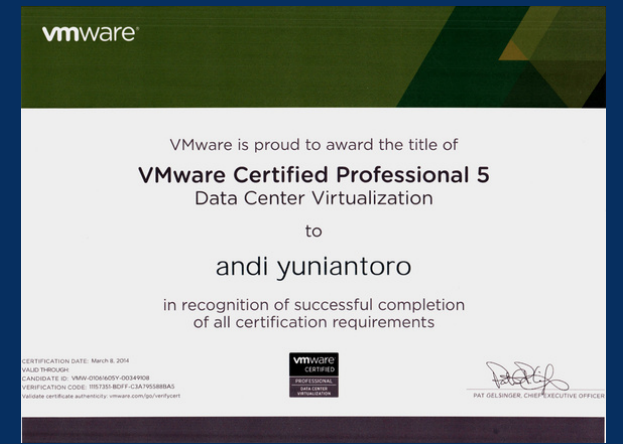 vmware
VMware is proud to award the title of
VMware Certified Professional 5
Data Center Virtualization
to
andi yuniantoro
in recognition of successful completion
of all certification requirements
CERTIFICATION DATE: March 8, 2014
VALID THROUGH:
CANDIDATE ID: VMW-01061605Y-00349108
VERIFICATION CODE: 11157351-BDFF-C3A795588BA5
Validate certificate authenticity: vmware.com/go/verifycert
vmware
CERTIFIED
PROFESSIONAL
DATA CENTER
VIRTUALIZATION
PAT GELSINGER, CHIEF EXECUTIVE OFFICER